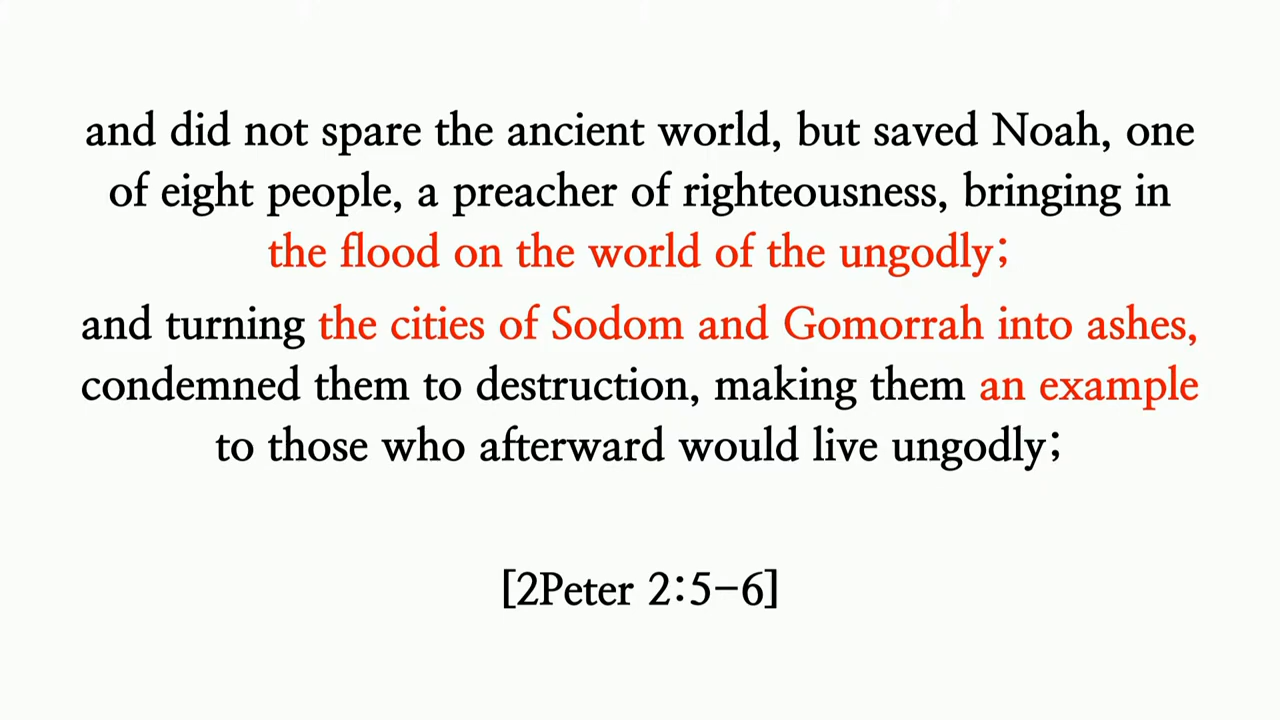 and did not spare the ancient world, but saved Noah, one
of eight people, a preacher of righteousness, bringing in
the flood on the world of the ungodly;
and turning the cities of Sodom and Gomorrah into ashes,
condemned them to destruction, making them an example
to those who afterward would live ungodly;
[2Peter 2:5-6]